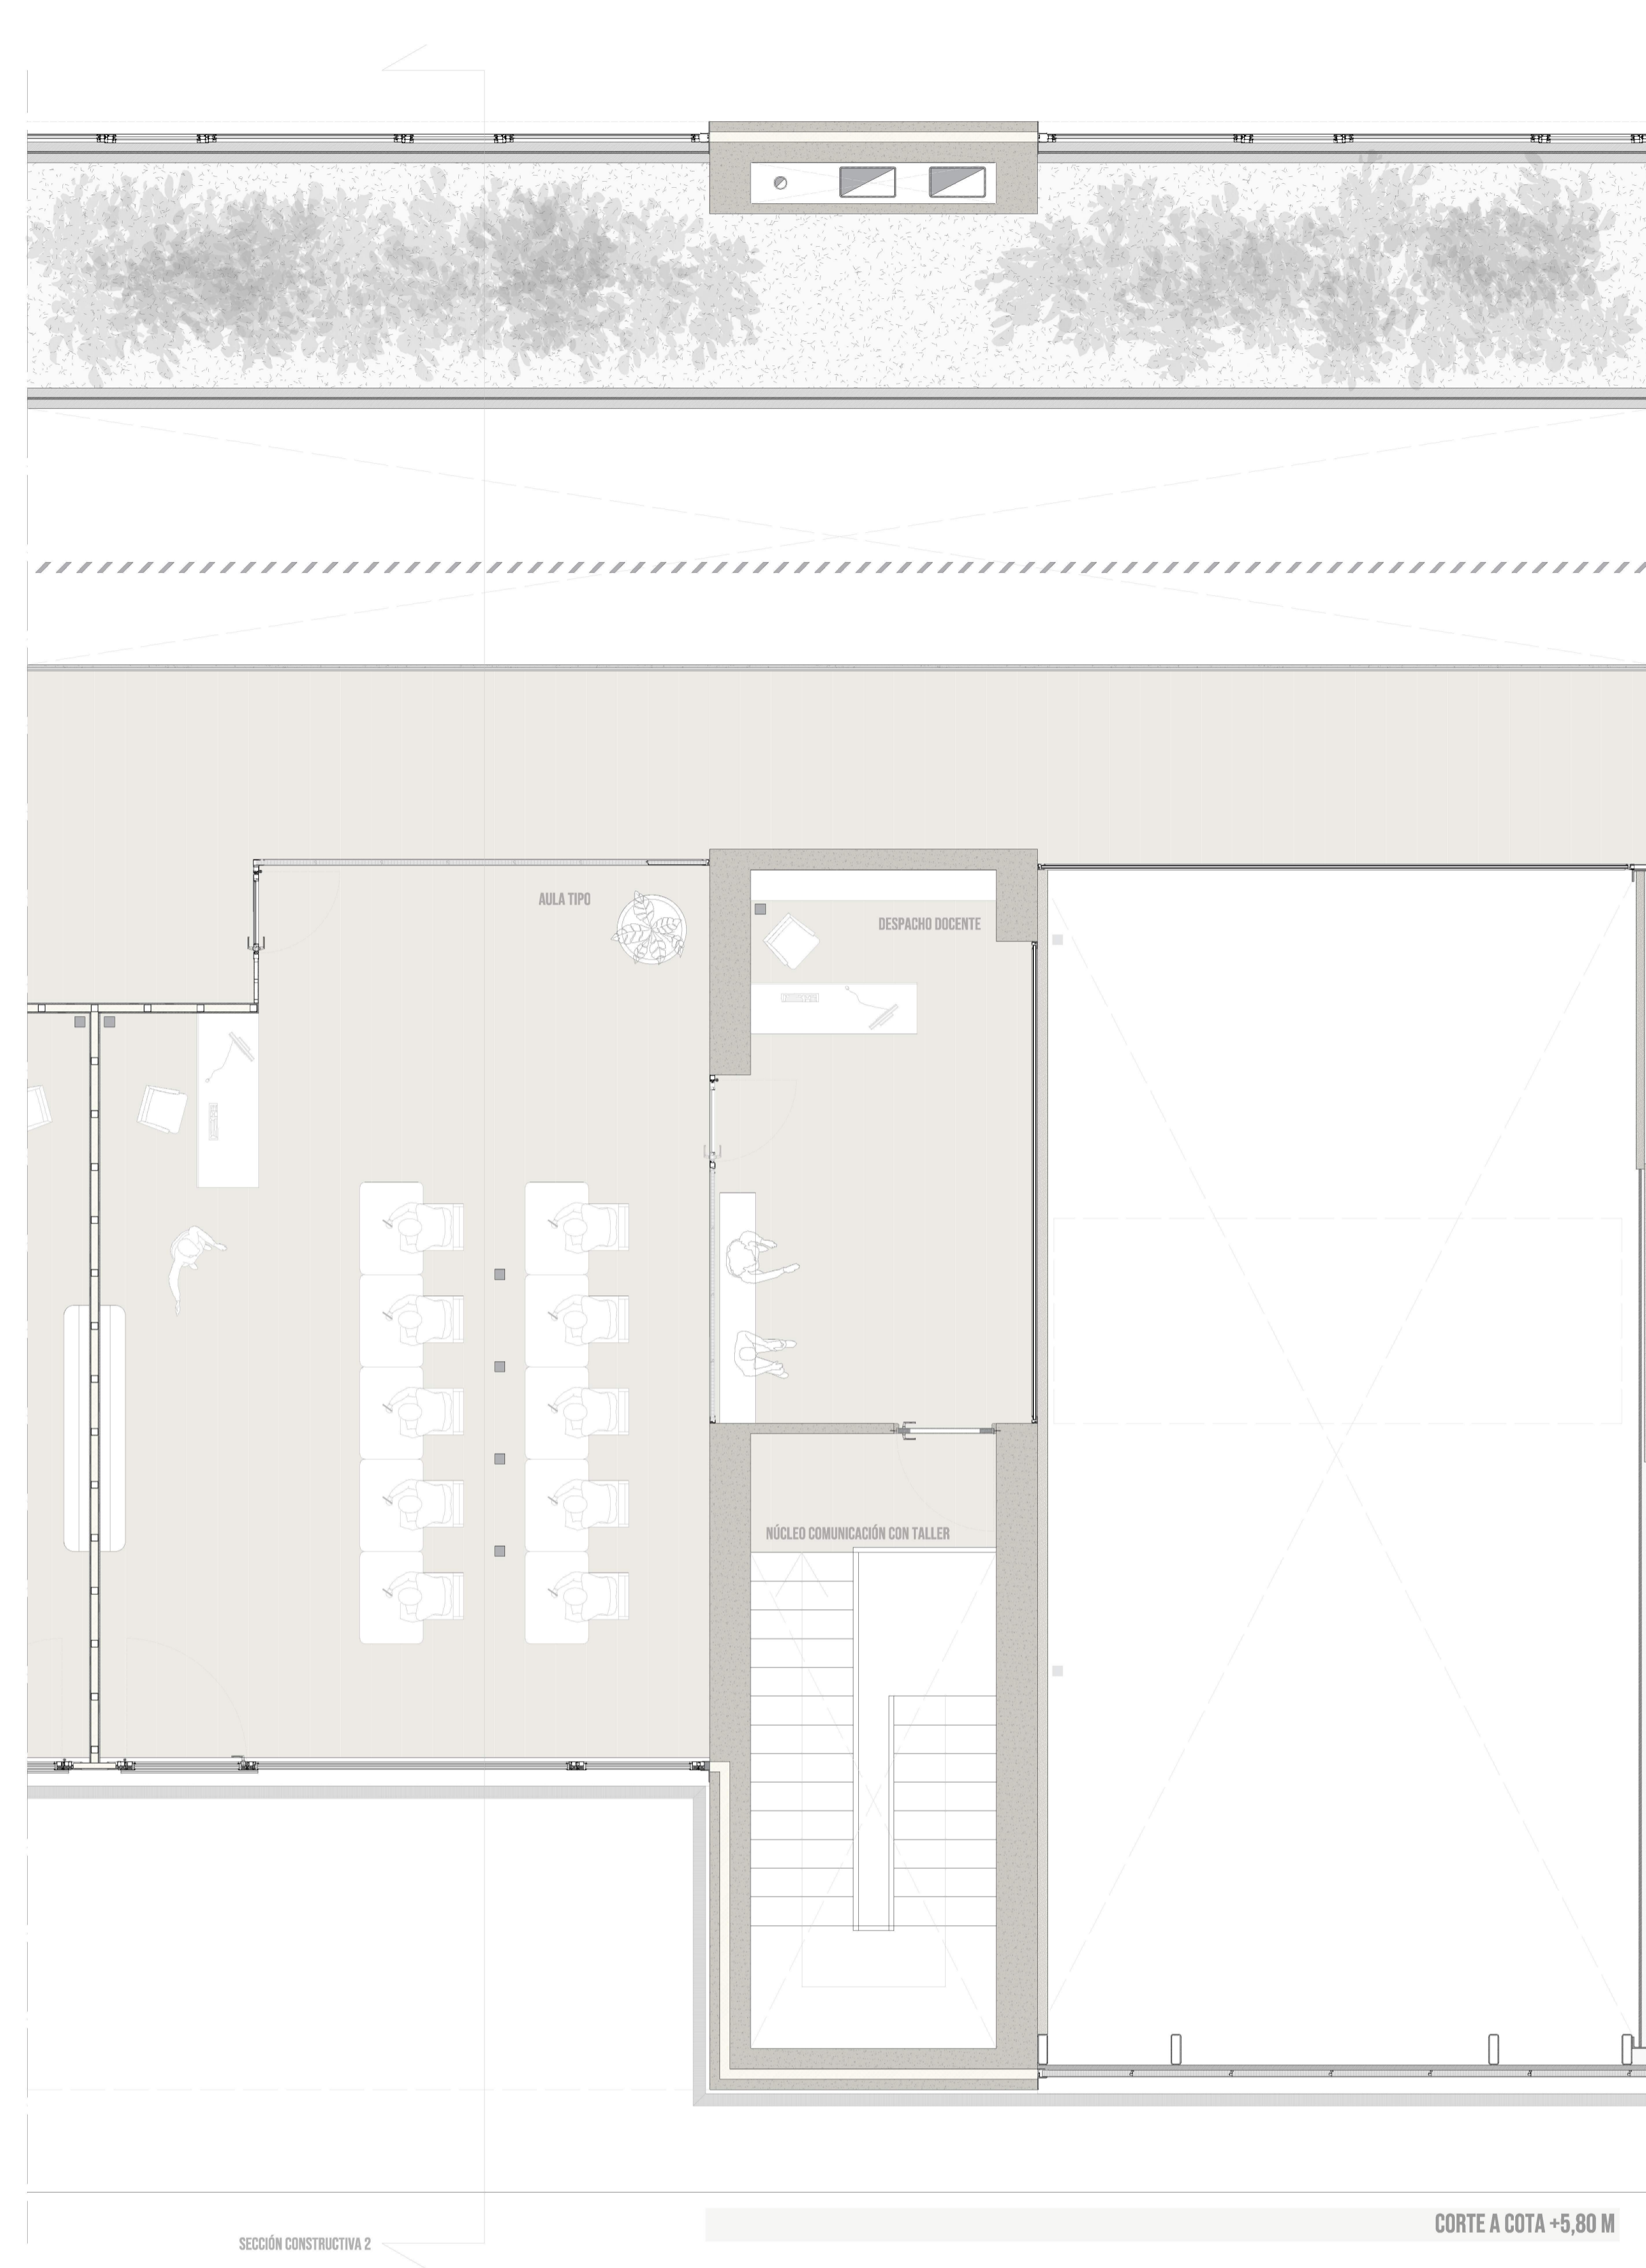 AULA TIPO
DESPACHO DOCENTE
NÚCLEO COMUNICACIÓN CON TALLER
CORTE A COTA +5,80 M
SECCIÓN CONSTRUCTIVA 2